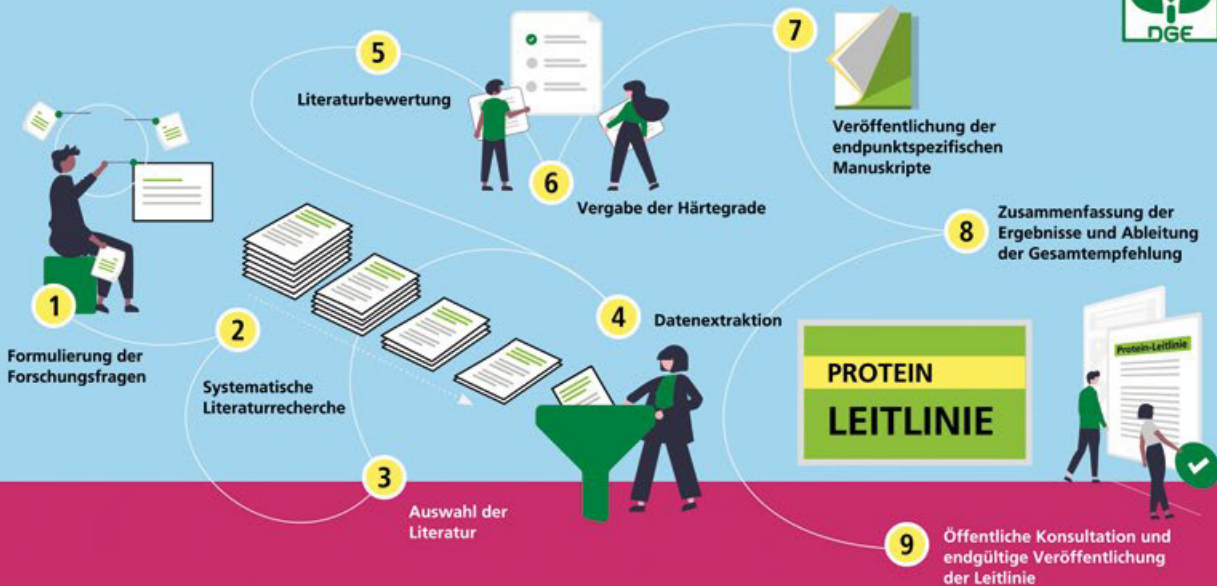 DGE
1
Formulierung der
Forschungsfragen
2
Systematische
Literaturrecherche
3
Auswahl der
Literatur
4
Datenextraktion
5
Literaturbewertung
6
Vergabe der Härtegrade
7
Veröffentlichung der
endpunktspezifischen
Manuskripte
8
Zusammenfassung der
Ergebnisse und Ableitung
der Gesamtempfehlung
PROTEIN
LEITLINIE
Protein-Leitlinie
9
Öffentliche Konsultation und
endgültige Veröffentlichung
der Leitlinie